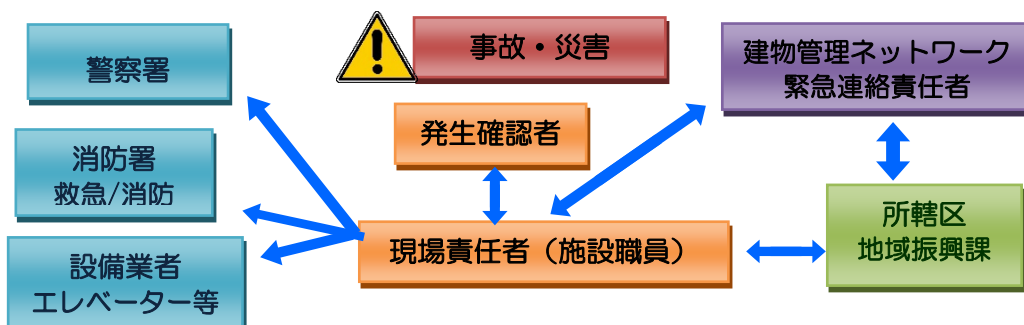 警察署
事故・災害
建物管理ネットワーク
緊急連絡責任者
発生確認者
消防署
救急/消防
現場責任者（施設職員）
所轄区
地域振興課
設備業者
エレベーター等